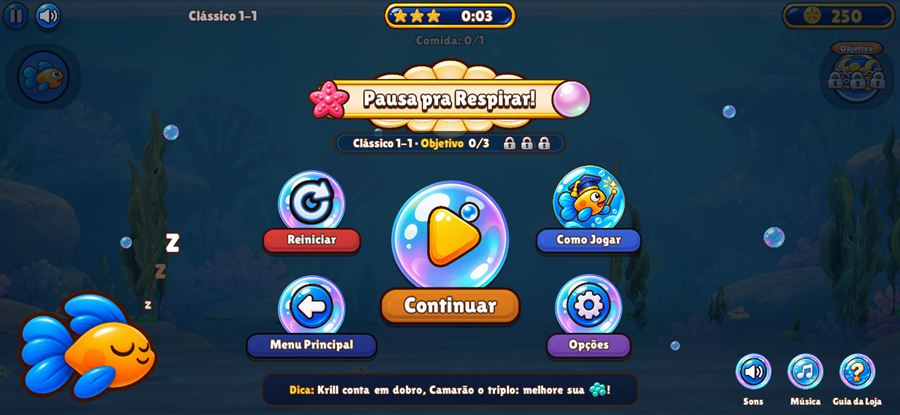 Clássico 1-1
0:03
250
Comida: 0/1
Objetivo
Pausa pra Respirar!
Clássico 1-1 - Objetivo 0/3
Reiniciar
Como Jogar
Continuar
Menu Principal
Opções
Z
Z
Z
Dica: Krill conta em dobro, Camarão o triplo: melhore sua !
Sons
Música
Guia da Loja